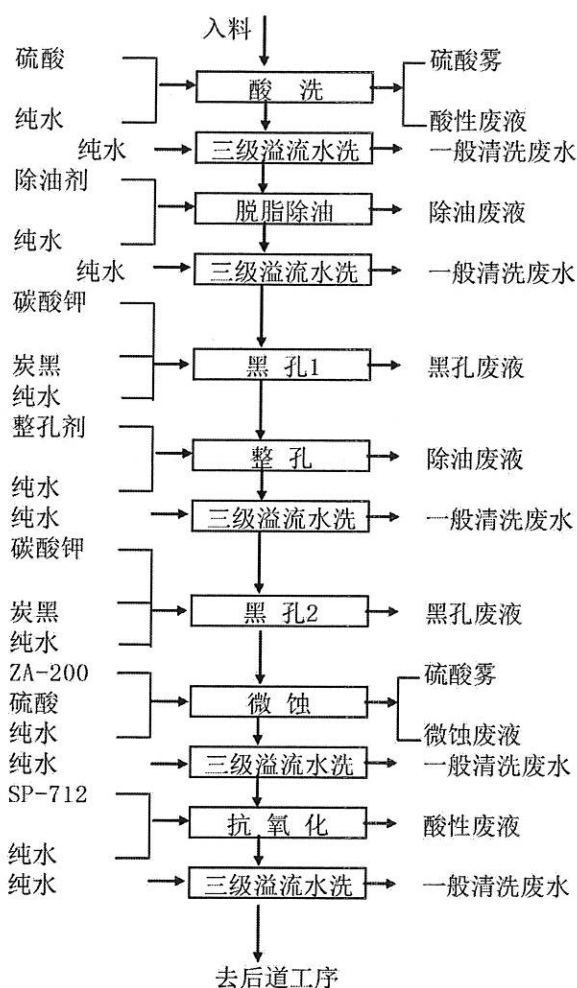 入料
硫酸
硫酸雾
酸 洗
纯水
酸性废液
纯水
三级溢流水洗
一般清洗废水
除油剂
脱脂除油
除油废液
纯水
纯水
三级溢流水洗
一般清洗废水
碳酸钾
炭黑
黑 孔1
黑孔废液
纯水
整孔剂
整 孔
除油废液
纯水
纯水
三级溢流水洗
一般清洗废水
碳酸钾
炭黑
黑 孔2
黑孔废液
纯水
ZA-200
硫酸雾
硫酸
微 蚀
纯水
微蚀废液
纯水
三级溢流水洗
一般清洗废水
SP-712
抗 氧 化
酸性废液
纯水
纯水
三级溢流水洗
一般清洗废水
去后道工序